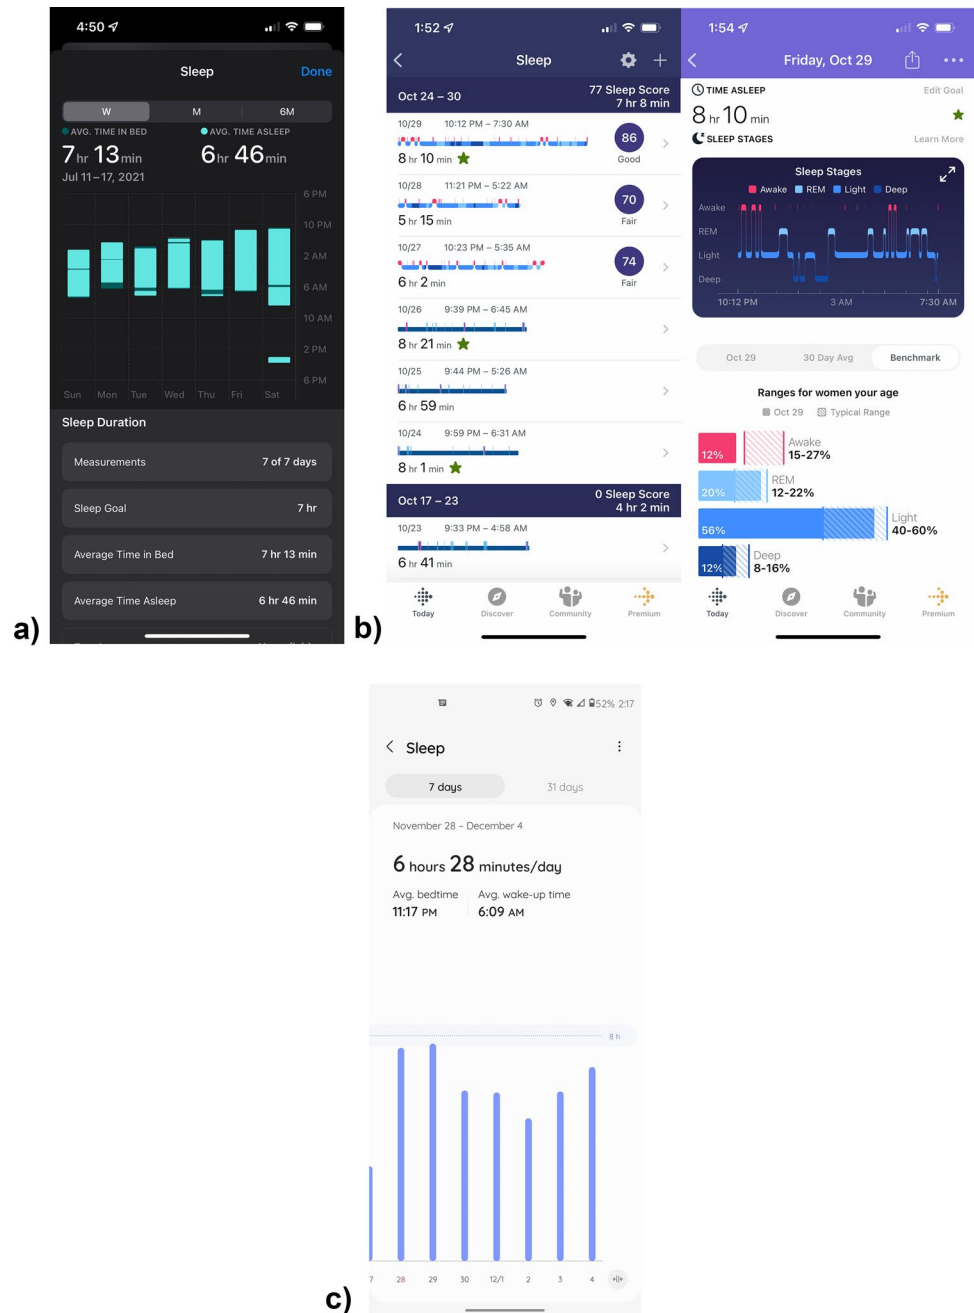 4:50
Sleep
Done
W
M
6M
AVG. TIME IN BED
AVG. TIME ASLEEP
7 hr 13 min
6 hr 46 min
Jul 11–17, 2021
6 PM
10 PM
2 AM
6 AM
10 AM
2 PM
6 PM
Sun Mon Tue Wed Thu Fri Sat
Sleep Duration
Measurements 7 of 7 days
Sleep Goal 7 hr
Average Time in Bed 7 hr 13 min
Average Time Asleep 6 hr 46 min
a)
1:52
Sleep
Oct 24 – 30
77 Sleep Score
7 hr 8 min
10/29 10:12 PM – 7:30 AM
86
Good
8 hr 10 min
10/28 11:21 PM – 5:22 AM
70
Fair
5 hr 15 min
10/27 10:23 PM – 5:35 AM
74
Fair
6 hr 2 min
10/26 9:39 PM – 6:45 AM
8 hr 21 min
10/25 9:44 PM – 5:26 AM
6 hr 59 min
10/24 9:59 PM – 6:31 AM
8 hr 1 min
Oct 17 – 23
0 Sleep Score
4 hr 2 min
10/23 9:33 PM – 4:58 AM
6 hr 41 min
Today Discover Community Premium
b)
1:54
Friday, Oct 29
TIME ASLEEP
Edit Goal
8 hr 10 min
SLEEP STAGES
Learn More
Sleep Stages
Awake REM Light Deep
Awake
REM
Light
Deep
10:12 PM 3 AM 7:30 AM
Oct 29 30 Day Avg Benchmark
Ranges for women your age
Oct 29 Typical Range
12%
Awake
15-27%
20%
REM
12-22%
56%
Light
40-60%
12%
Deep
8-16%
Today Discover Community Premium
52% 2:17
Sleep
7 days 31 days
November 28 – December 4
6 hours 28 minutes/day
Avg. bedtime Avg. wake-up time
11:17 PM 6:09 AM
8 h
7 28 29 30 12/1 2 3 4
c)